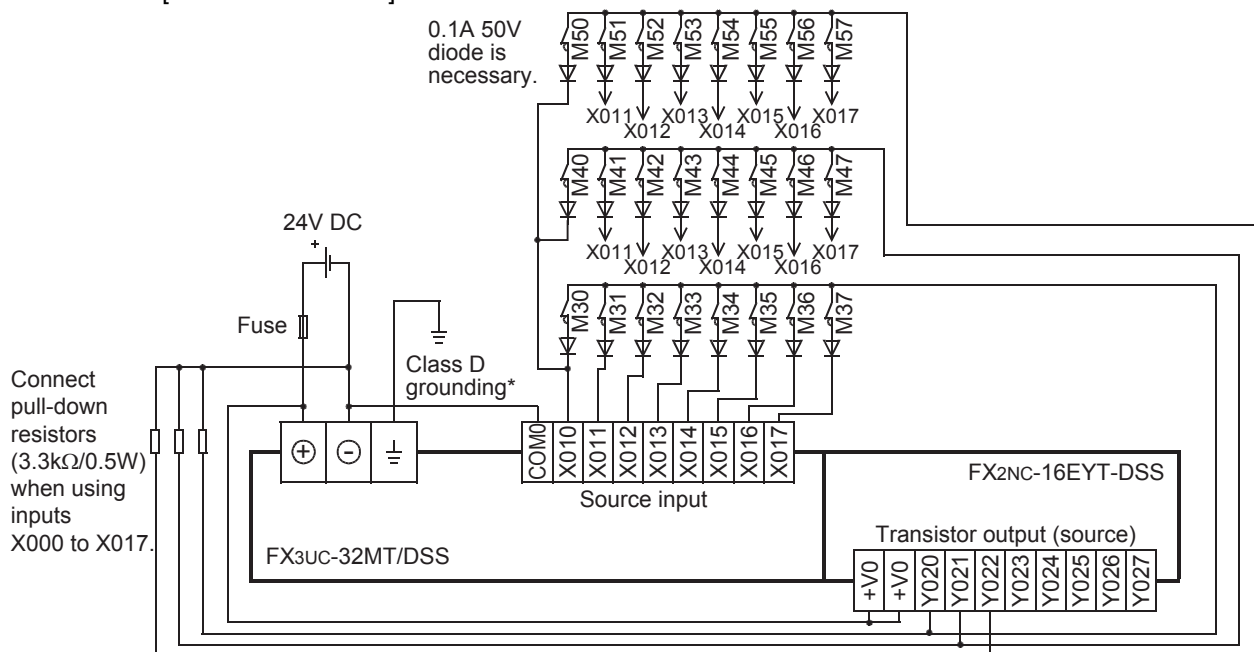 0.1A 50V
diode is
necessary.
M50 M51 M52 M53 M54 M55 M56 M57
X011 X013 X015 X017
X012 X014 X016
M40 M41 M42 M43 M44 M45 M46 M47
X011 X013 X015 X017
X012 X014 X016
24V DC
+
M30 M31 M32 M33 M34 M35 M36 M37
Fuse
Class D
grounding*
Connect
pull-down
resistors
(3.3kΩ/0.5W)
when using
inputs
X000 to X017.
+ -
COM0 X010 X011 X012 X013 X014 X015 X016 X017
Source input
FX2NC-16EYT-DSS
Transistor output (source)
FX3UC-32MT/DSS
+V0 +V0 Y020 Y021 Y022 Y023 Y024 Y025 Y026 Y027